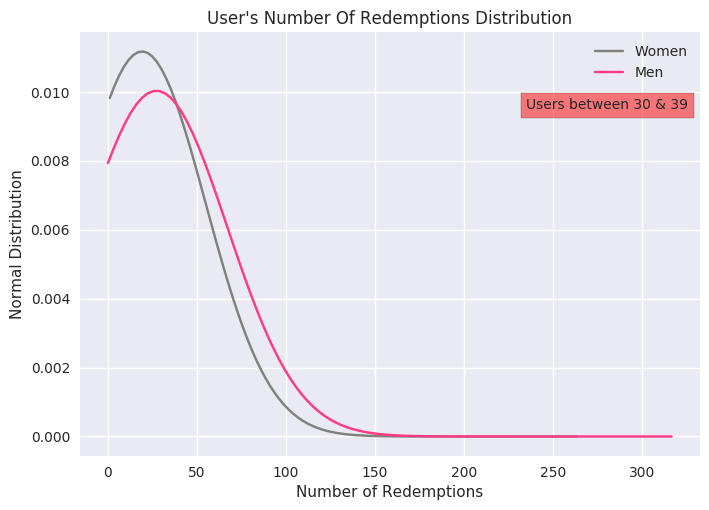 User's Number Of Redemptions Distribution
Women
Men
Users between 30 & 39
Normal Distribution
0.010
0.008
0.006
0.004
0.002
0.000
0 50 100 150 200 250 300
Number of Redemptions